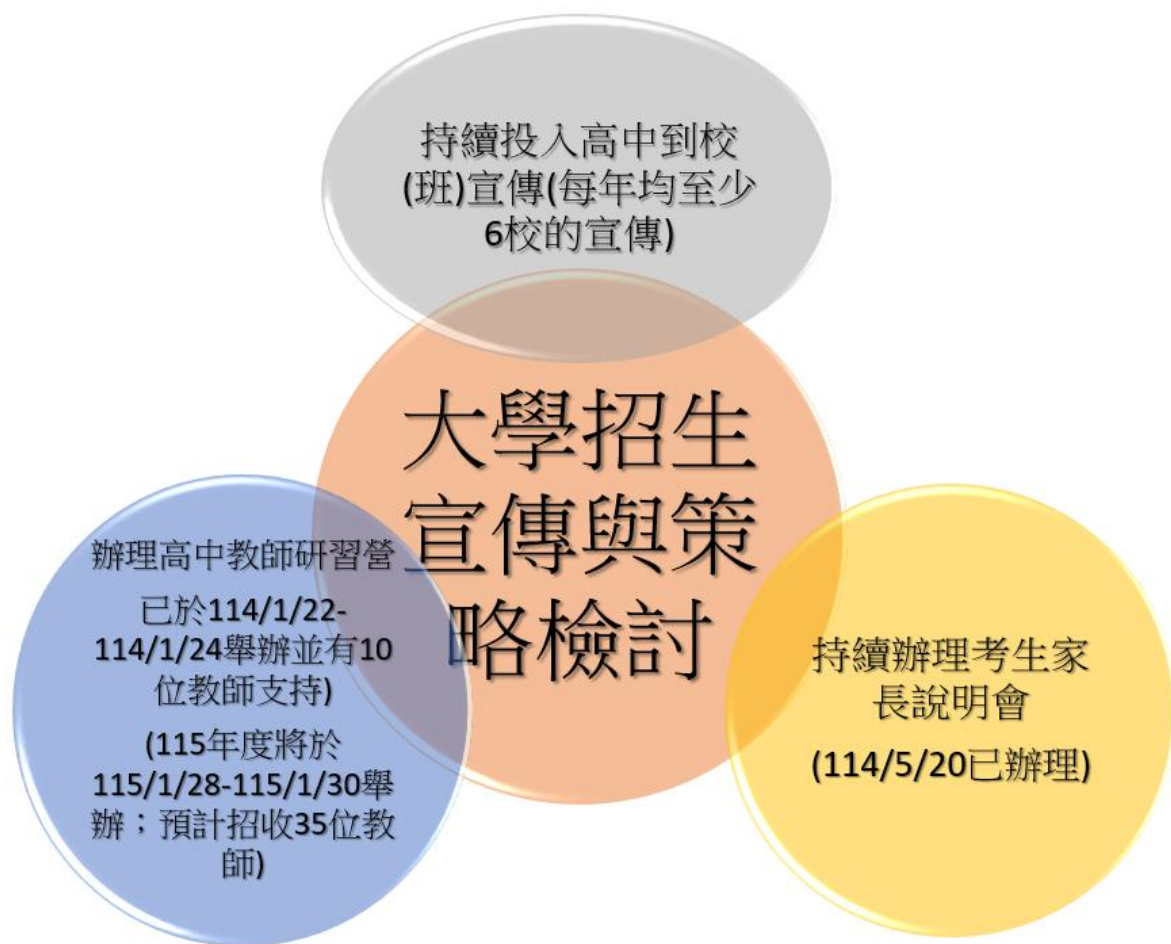 持續投入高中到校
(班)宣傳(每年均至少
6校的宣傳)
大學招生
宣傳與策
略檢討
辦理高中教師研習營
已於114/1/22-
114/1/24舉辦並有10
位教師支持)
(115年度將於
115/1/28-115/1/30舉
辦；預計招收35位教
師)
持續辦理考生家
長說明會
(114/5/20已辦理)